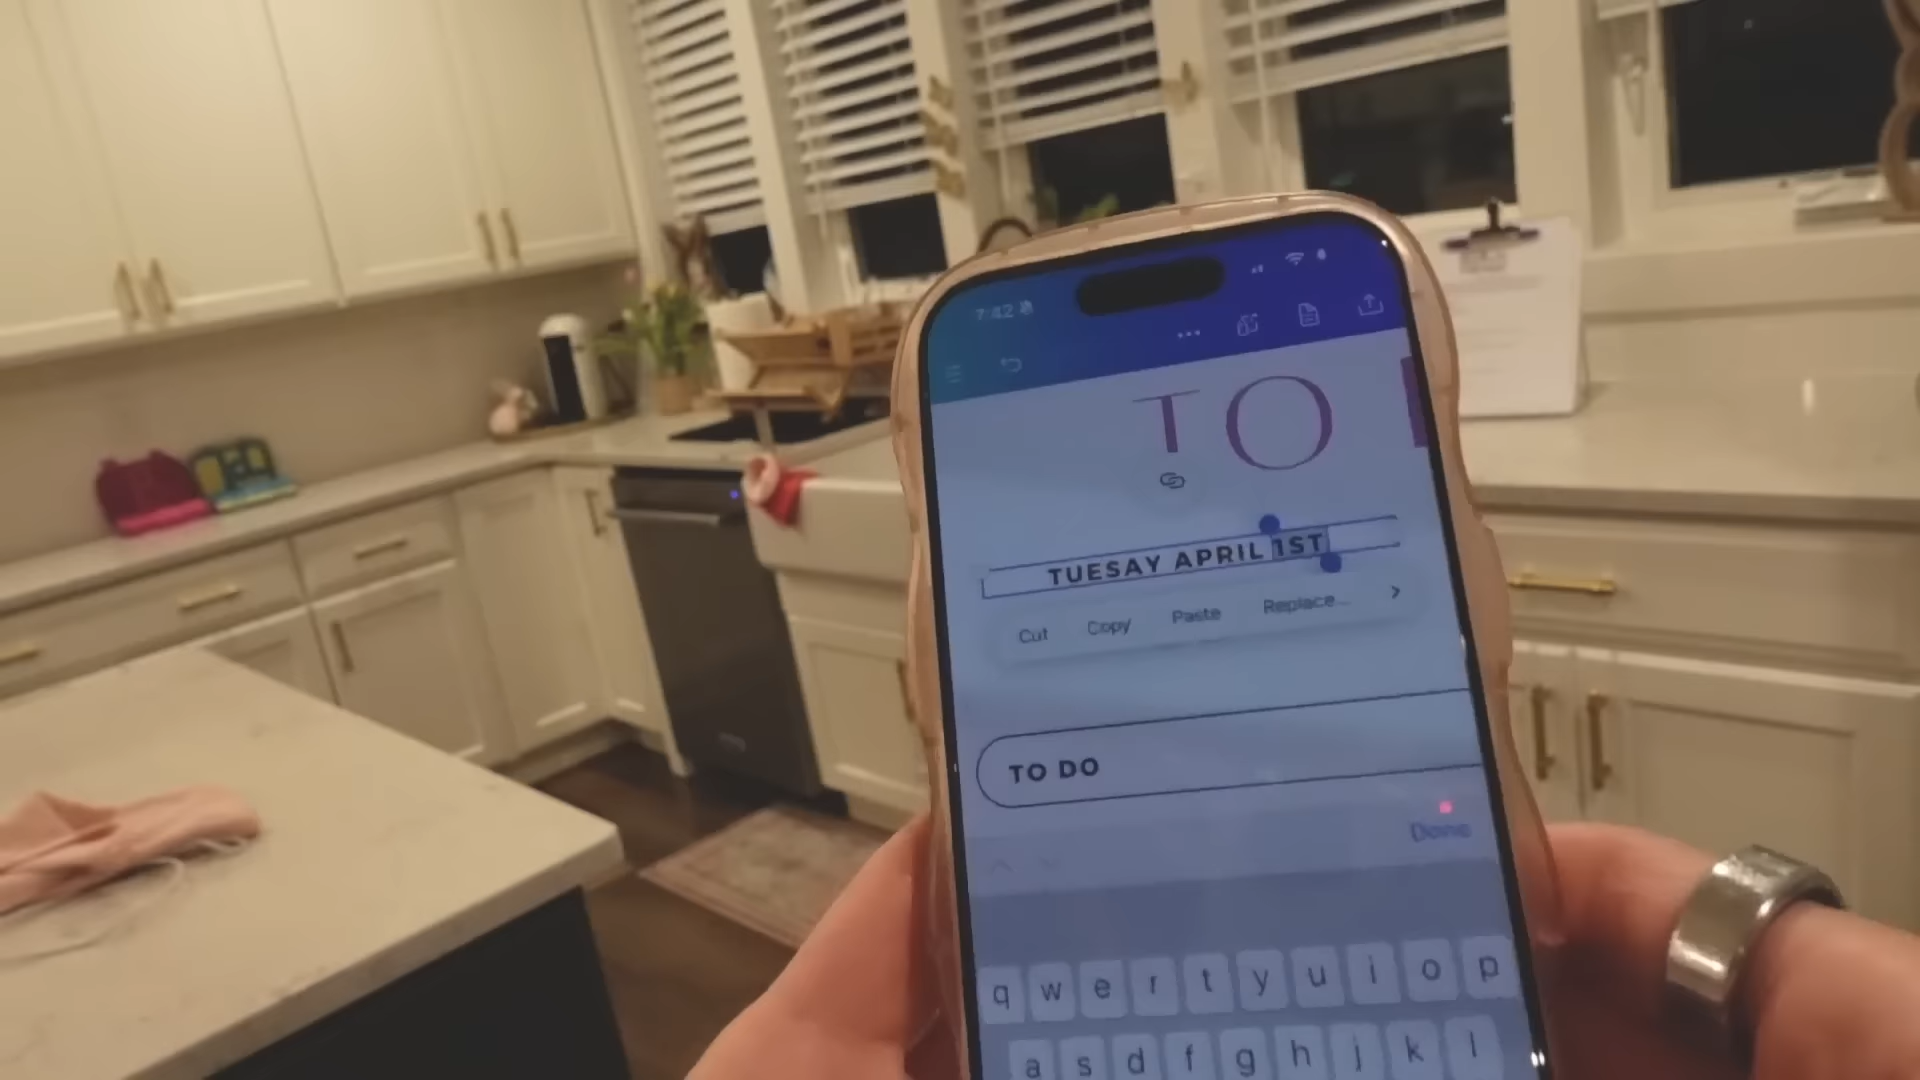 7:42
TO
TUESAY APRIL 1ST
Cut Copy Paste Replace...
TO DO
Done
q w e r t y u i o p
a s d f g h j k l